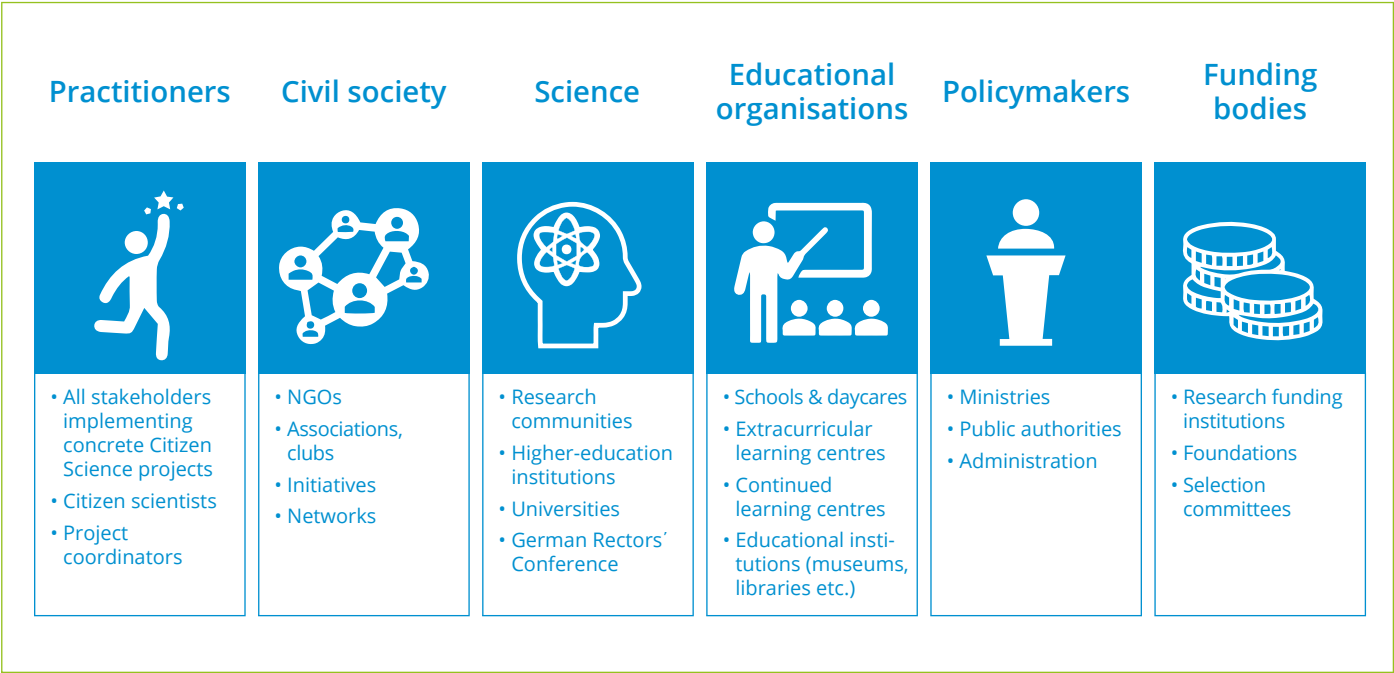 Practitioners
Civil society
Science
Educational
organisations
Policymakers
Funding
bodies
• All stakeholders
implementing
concrete Citizen
Science projects
• Citizen scientists
• Project
coordinators
• NGOs
• Associations,
clubs
• Initiatives
• Networks
• Research
communities
• Higher-education
institutions
• Universities
• German Rectors´
Conference
• Schools & daycares
• Extracurricular
learning centres
• Continued
learning centres
• Educational insti-
tutions (museums,
libraries etc.)
• Ministries
• Public authorities
• Administration
• Research funding
institutions
• Foundations
• Selection
committees